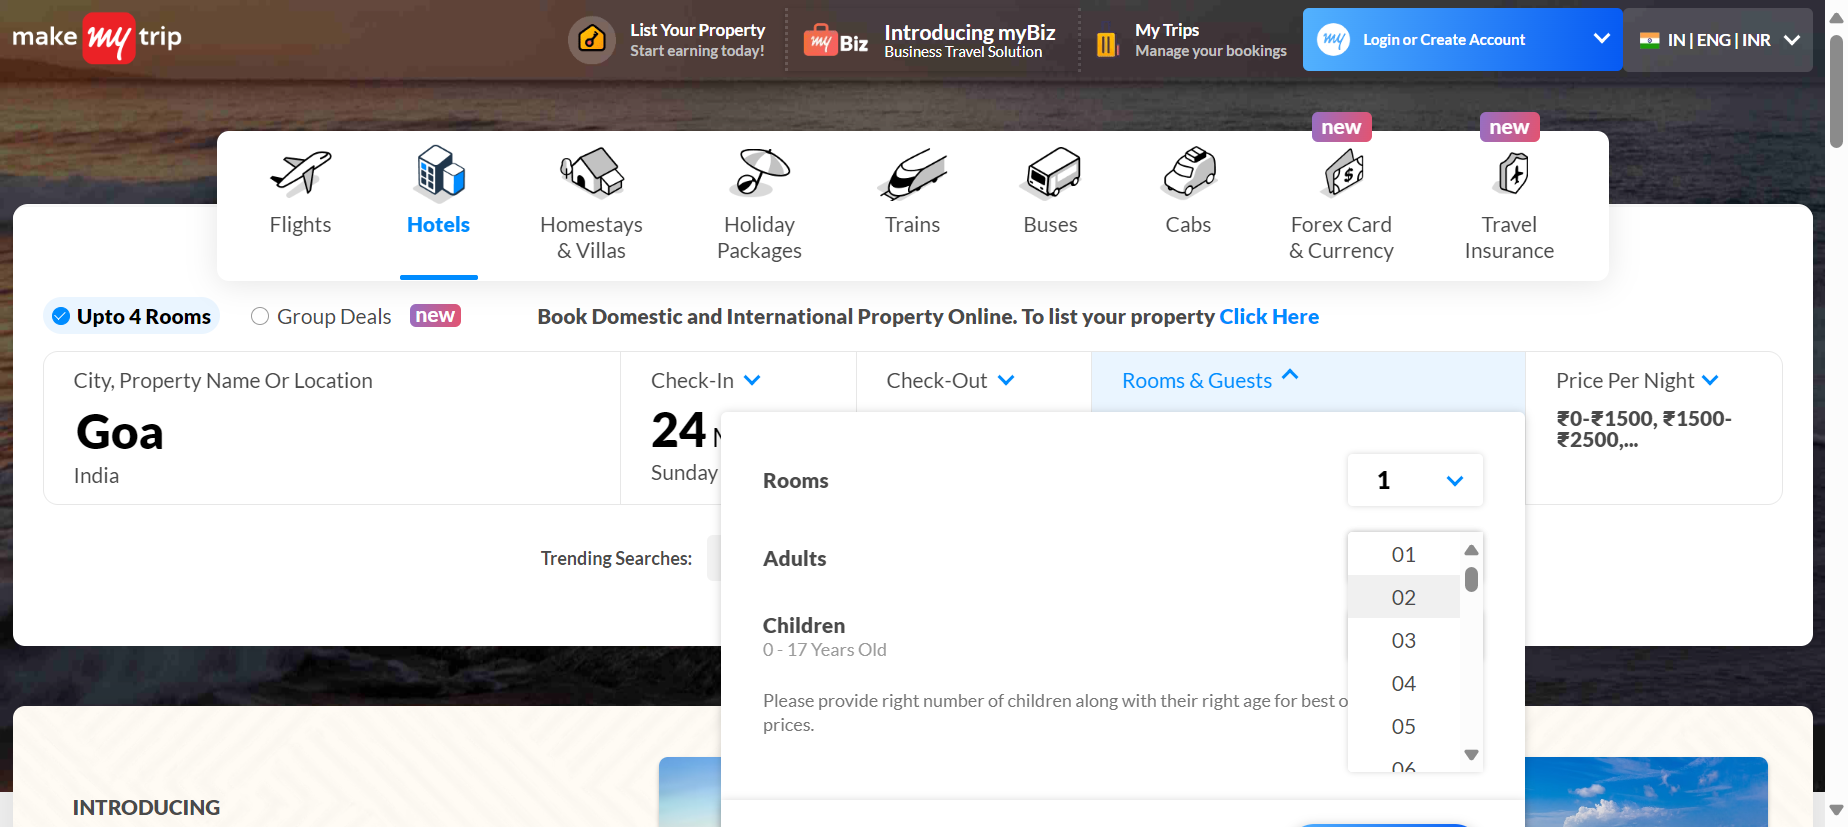 make my trip
List Your Property
Start earning today!
my Biz
Introducing myBiz
Business Travel Solution
My Trips
Manage your bookings
my Login or Create Account
IN | ENG | INR
new
new
Flights
Hotels
Homestays
& Villas
Holiday
Packages
Trains
Buses
Cabs
Forex Card
& Currency
Travel
Insurance
Upto 4 Rooms
Group Deals
new
Book Domestic and International Property Online. To list your property Click Here
City, Property Name Or Location
Goa
India
Check-In
24
Sunday
Check-Out
Rooms & Guests
Price Per Night
₹0-₹1500, ₹1500-
₹2500,...
Rooms
1
Adults
01
02
03
04
05
06
Children
0 - 17 Years Old
Please provide right number of children along with their right age for best
prices.
Trending Searches:
INTRODUCING